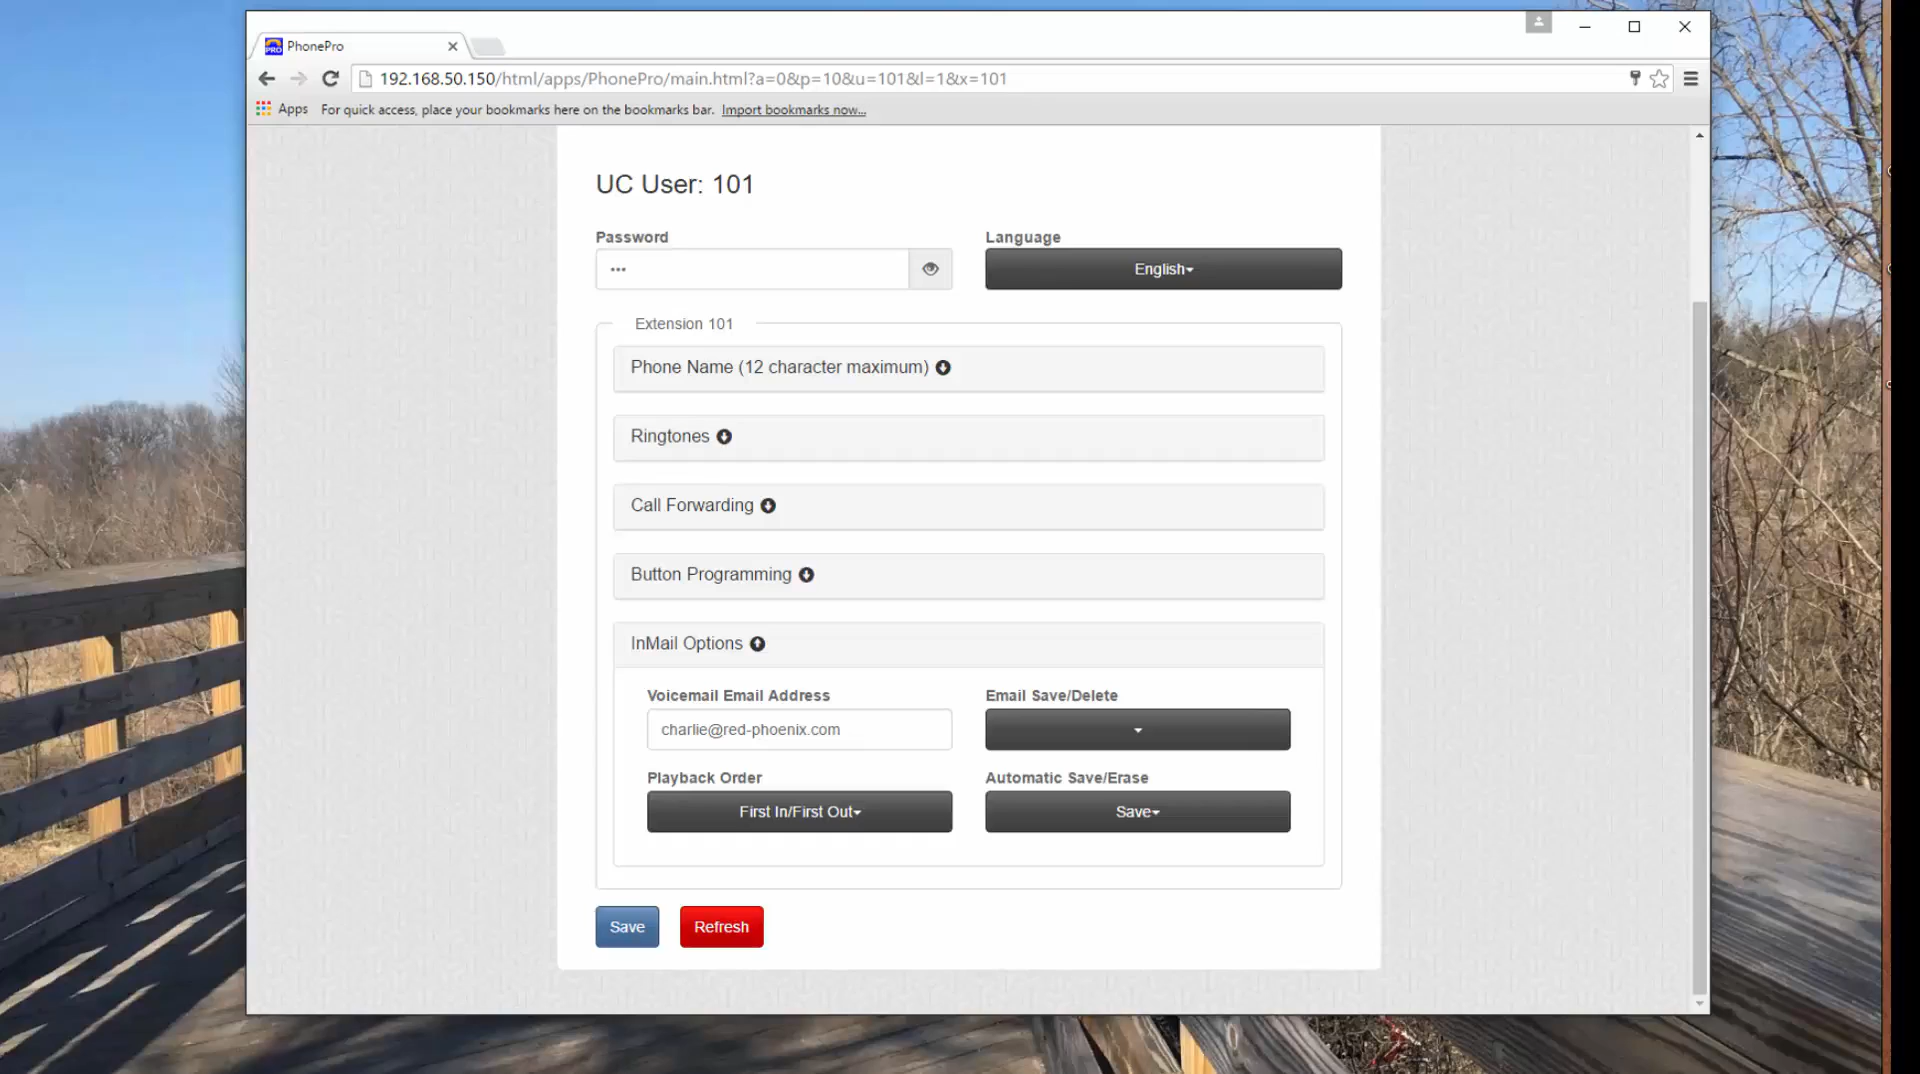 PRO PhonePro
192.168.50.150/html/apps/PhonePro/main.html?a=0&p=10&u=101&l=1&x=101
Apps For quick access, place your bookmarks here on the bookmarks bar. Import bookmarks now...
UC User: 101
Password Language
••• English
Extension 101
Phone Name (12 character maximum)
Ringtones
Call Forwarding
Button Programming
InMail Options
Voicemail Email Address Email Save/Delete
charlie@red-phoenix.com
Playback Order Automatic Save/Erase
First In/First Out Save
Save Refresh